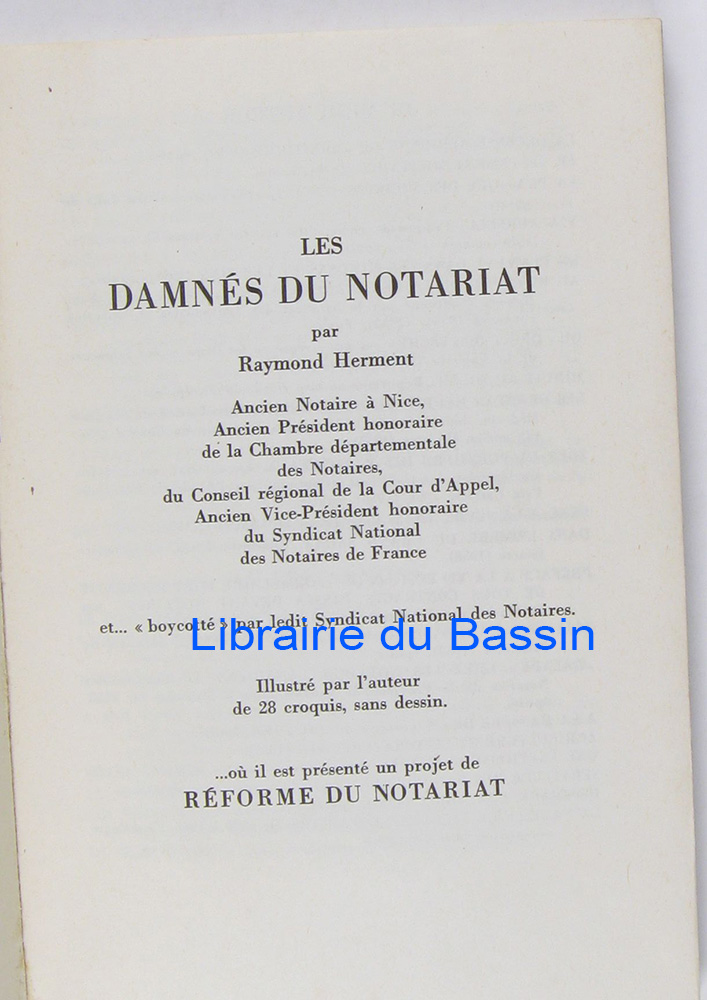 LES
DAMNÉS DU NOTARIAT
par
Raymond Herment
Ancien Notaire à Nice,
Ancien Président honoraire
de la Chambre départementale
des Notaires,
du Conseil régional de la Cour d'Appel,
Ancien Vice-Président honoraire
du Syndicat National
des Notaires de France
et... « boycotté » par ledit Syndicat National des Notaires.
Librairie du Bassin
Illustré par l'auteur
de 28 croquis, sans dessin.
...où il est présenté un projet de
RÉFORME DU NOTARIAT